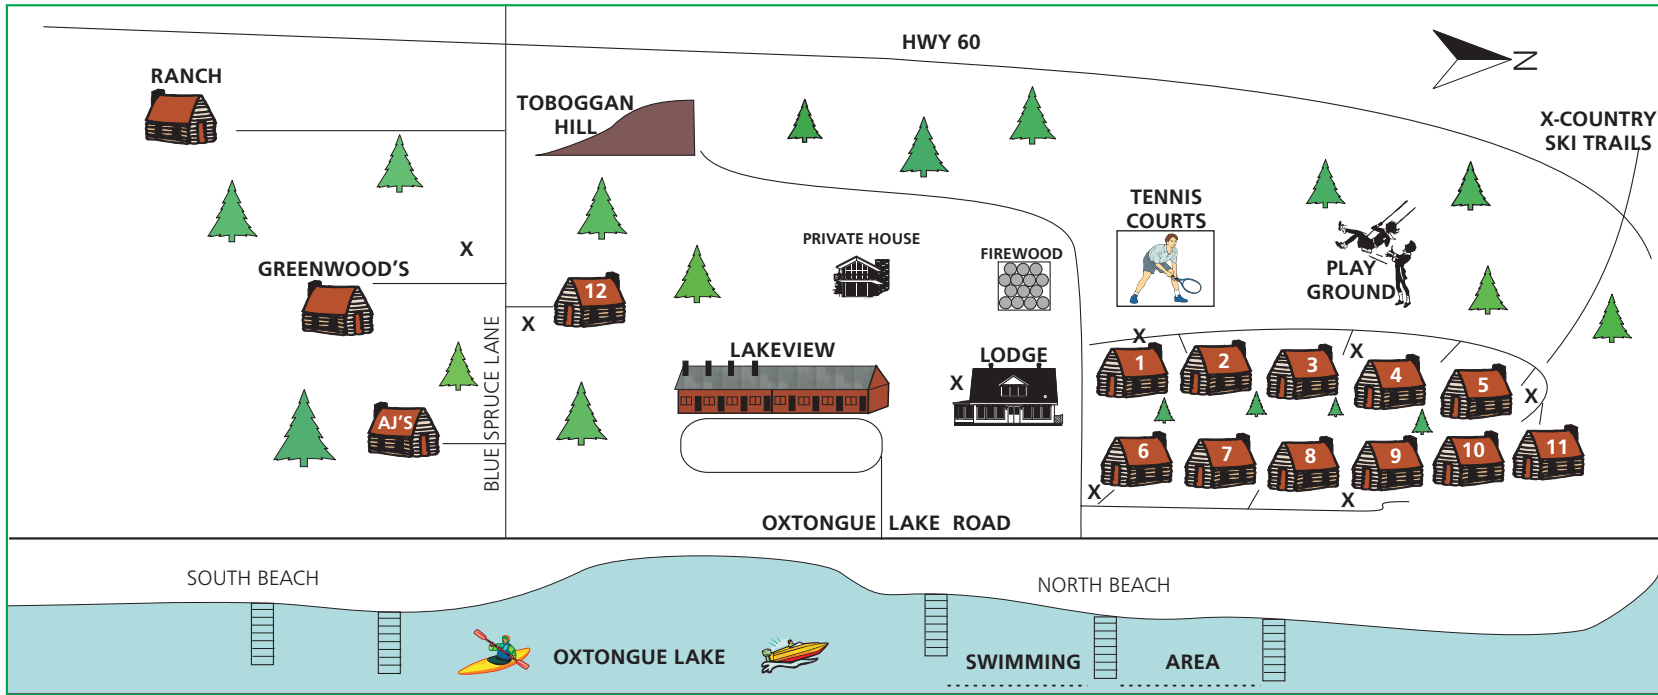 HWY 60
N
RANCH
TOBOGGAN
HILL
X-COUNTRY
SKI TRAILS
TENNIS
COURTS
PRIVATE HOUSE
FIREWOOD
PLAY
GROUND
X
GREENWOOD'S
12
X
BLUE SPRUCE LANE
LAKEVIEW
LODGE
X
X
1
2
3
X
4
5
X
AJ'S
6
7
8
9
10
11
X
X
OXTONGUE LAKE ROAD
SOUTH BEACH
NORTH BEACH
OXTONGUE LAKE
SWIMMING AREA